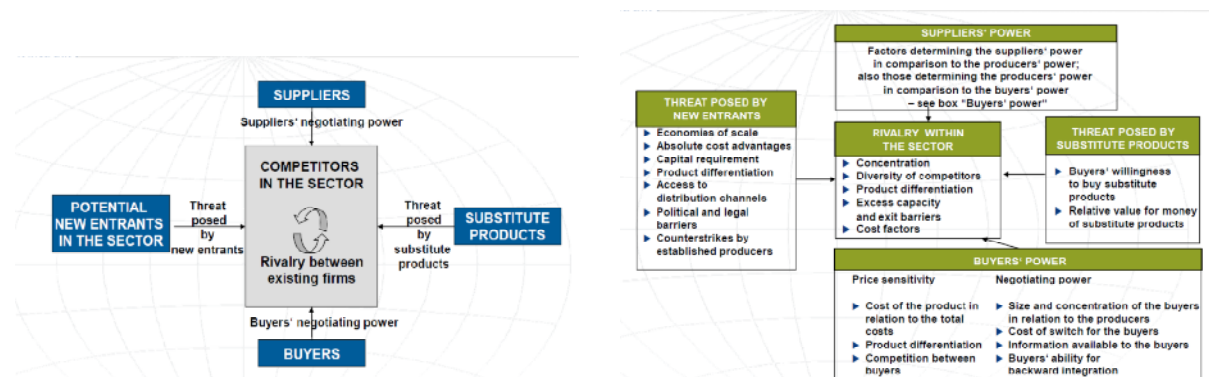 SUPPLIERS
Suppliers' negotiating power
COMPETITORS
IN THE SECTOR
POTENTIAL
NEW ENTRANTS
IN THE SECTOR
Threat
posed
by
new entrants
Threat
posed
by
substitute
products
SUBSTITUTE
PRODUCTS
Rivalry between
existing firms
Buyers' negotiating power
BUYERS
SUPPLIERS' POWER
Factors determining the suppliers' power
in comparison to the producers' power;
also those determining the producers' power
in comparison to the buyers' power
– see box "Buyers' power"
THREAT POSED BY
NEW ENTRANTS
Economies of scale
Absolute cost advantages
Capital requirement
Product differentiation
Access to
distribution channels
Political and legal
barriers
Counterstrikes by
established producers
RIVALRY WITHIN
THE SECTOR
Concentration
Diversity of competitors
Product differentiation
Excess capacity
and exit barriers
Cost factors
THREAT POSED BY
SUBSTITUTE PRODUCTS
Buyers' willingness
to buy substitute
products
Relative value for money
of substitute products
BUYERS' POWER
Price sensitivity
Cost of the product in
relation to the total
costs
Product differentiation
Competition between
buyers
Negotiating power
Size and concentration of the buyers
in relation to the producers
Cost of switch for the buyers
Information available to the buyers
Buyers' ability for
backward integration